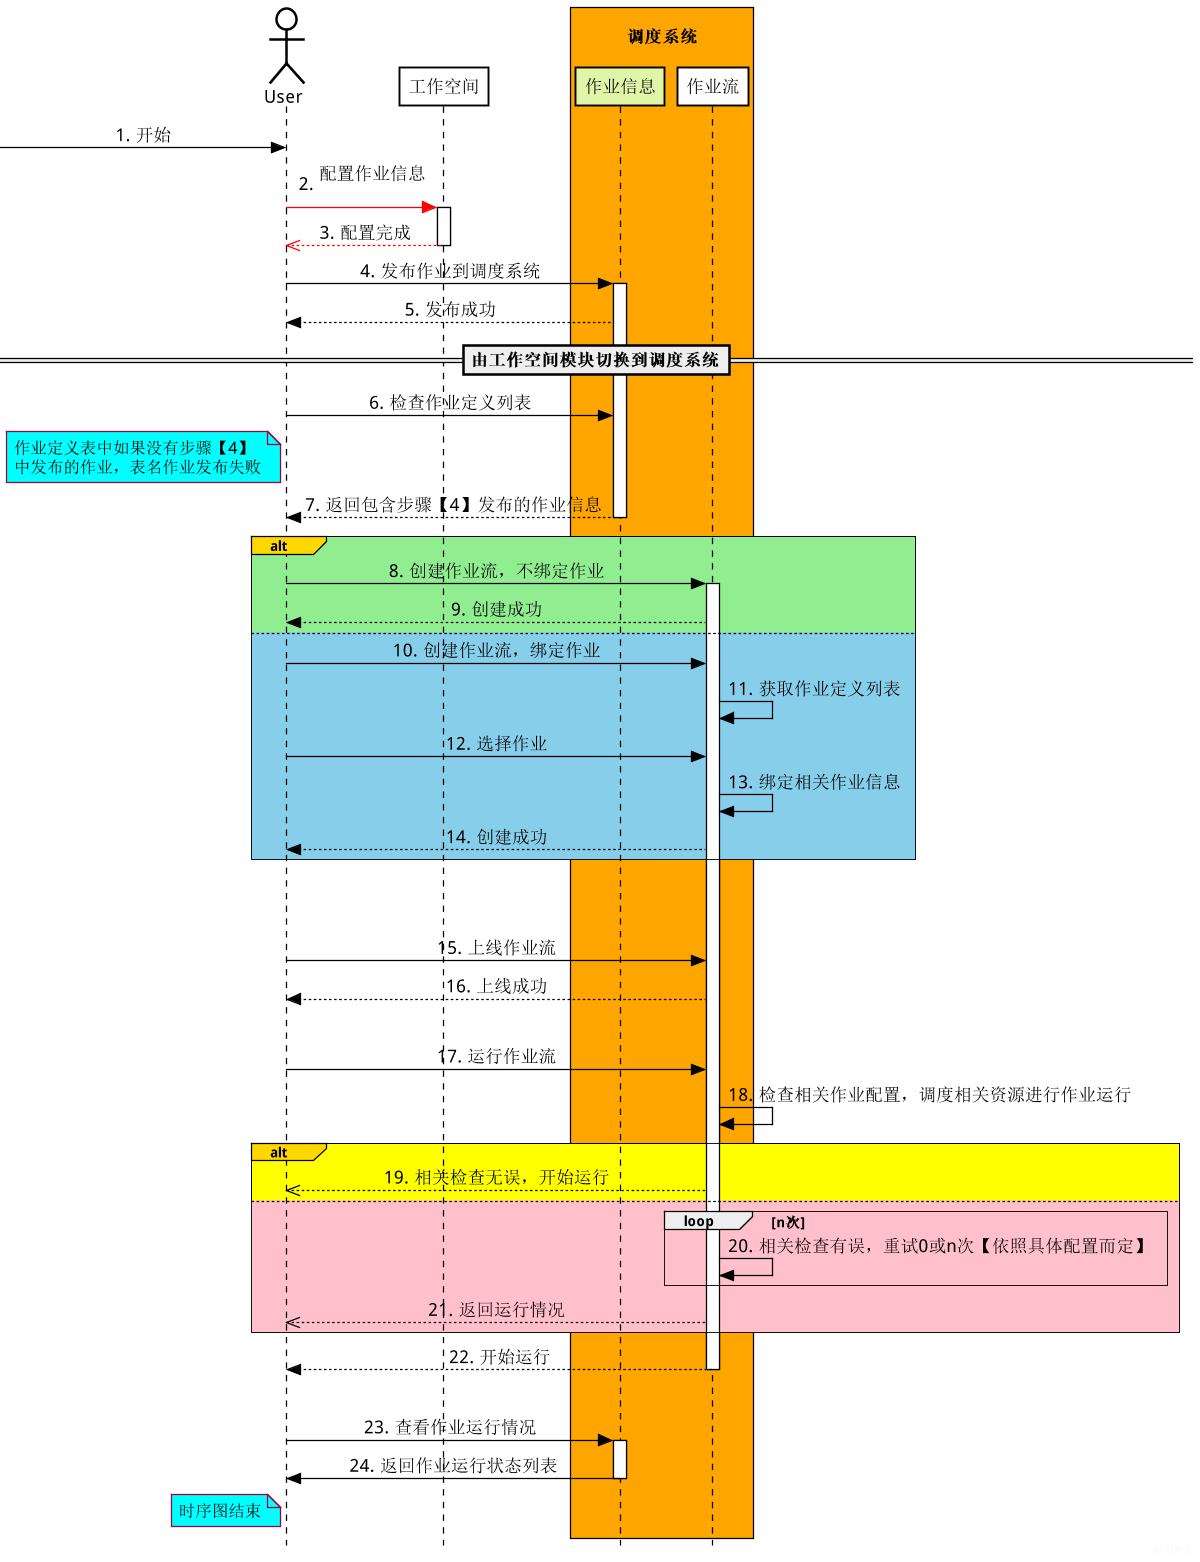 调度系统
User
工作空间
作业信息
作业流
1. 开始
2. 配置作业信息
3. 配置完成
4. 发布作业到调度系统
5. 发布成功
由工作空间模块切换到调度系统
6. 检查作业定义列表
作业定义表中如果没有步骤【4】
中发布的作业，表名作业发布失败
7. 返回包含步骤【4】发布的作业信息
alt
8. 创建作业流，不绑定作业
9. 创建成功
10. 创建作业流，绑定作业
11. 获取作业定义列表
12. 选择作业
13. 绑定相关作业信息
14. 创建成功
15. 上线作业流
16. 上线成功
17. 运行作业流
18. 检查相关作业配置，调度相关资源进行作业运行
alt
19. 相关检查无误，开始运行
loop [n次]
20. 相关检查有误，重试0或n次【依照具体配置而定】
21. 返回运行情况
22. 开始运行
23. 查看作业运行情况
24. 返回作业运行状态列表
时序图结束